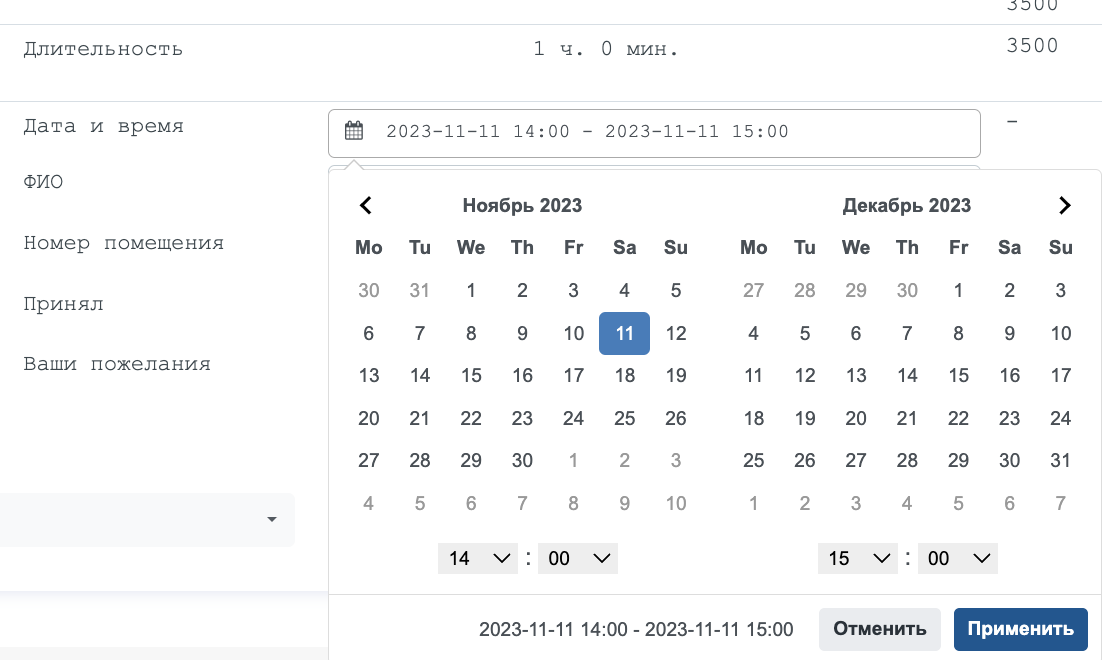 3500
Длительность 1 ч. 0 мин. 3500
Дата и время 2023-11-11 14:00 - 2023-11-11 15:00 -
ФИО
Номер помещения
Принял
Ваши пожелания
Ноябрь 2023
Mo Tu We Th Fr Sa Su
30 31 1 2 3 4 5
6 7 8 9 10 11 12
13 14 15 16 17 18 19
20 21 22 23 24 25 26
27 28 29 30 1 2 3
4 5 6 7 8 9 10
14 : 00
Декабрь 2023
Mo Tu We Th Fr Sa Su
27 28 29 30 1 2 3
4 5 6 7 8 9 10
11 12 13 14 15 16 17
18 19 20 21 22 23 24
25 26 27 28 29 30 31
1 2 3 4 5 6 7
15 : 00
2023-11-11 14:00 - 2023-11-11 15:00 Отменить Применить